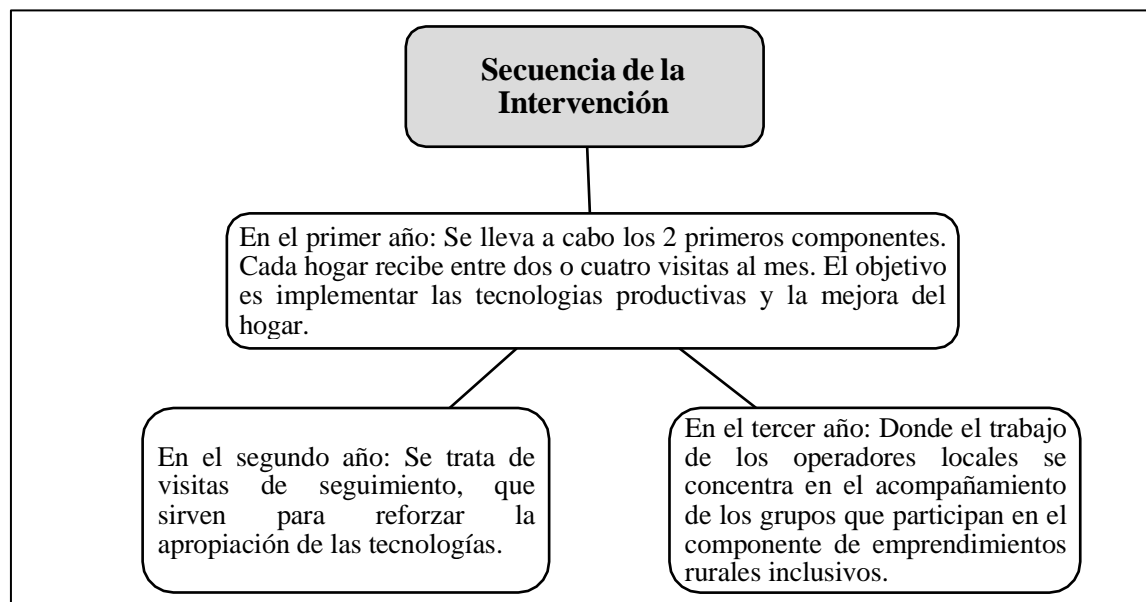 Secuencia de la
Intervención
En el primer año: Se lleva a cabo los 2 primeros componentes.
Cada hogar recibe entre dos o cuatro visitas al mes. El objetivo
es implementar las tecnologias productivas y la mejora del
hogar.
En el segundo año: Se trata de
visitas de seguimiento, que
sirven para reforzar la
apropiación de las tecnologías.
En el tercer año: Donde el trabajo
de los operadores locales se
concentra en el acompañamiento
de los grupos que participan en el
componente de emprendimientos
rurales inclusivos.